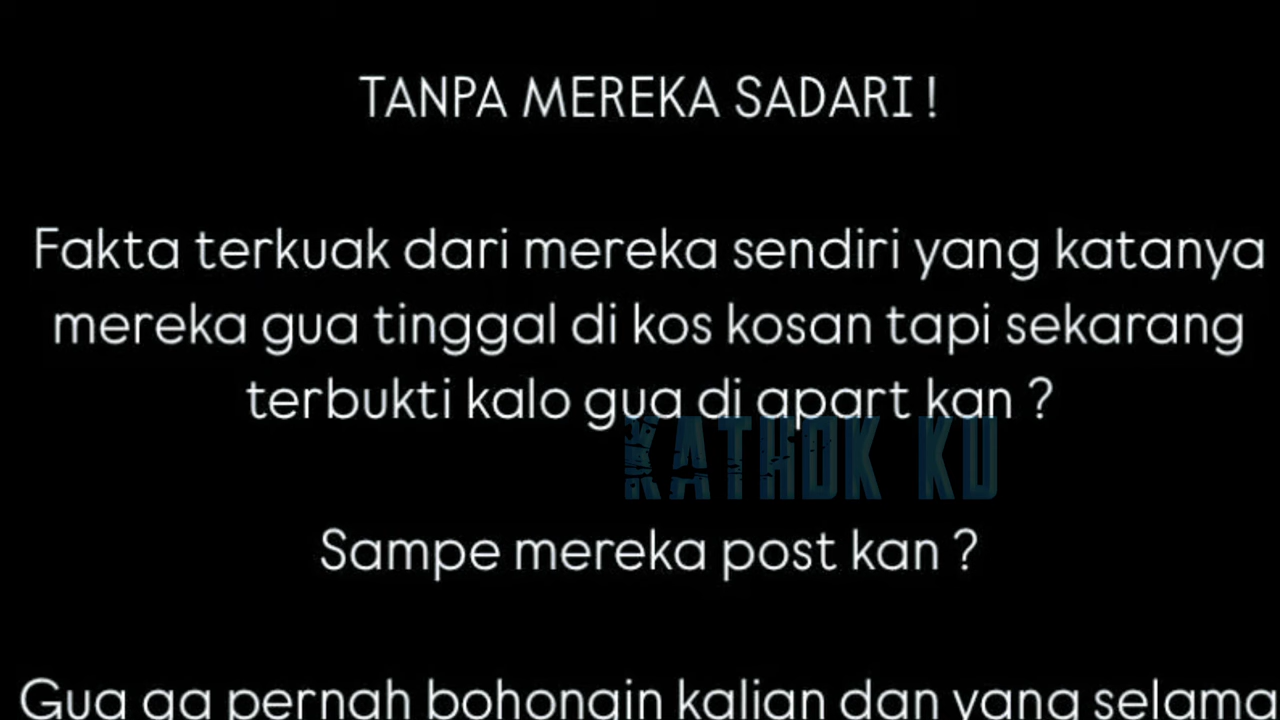 TANPA MEREKA SADARI !
Fakta terkuak dari mereka sendiri yang katanya
mereka gua tinggal di kos kosan tapi sekarang
terbukti kalo gua di apart kan ?
KATHOK KU
Sampe mereka post kan ?
Gua ga pernah bohongin kalian dan yang selama